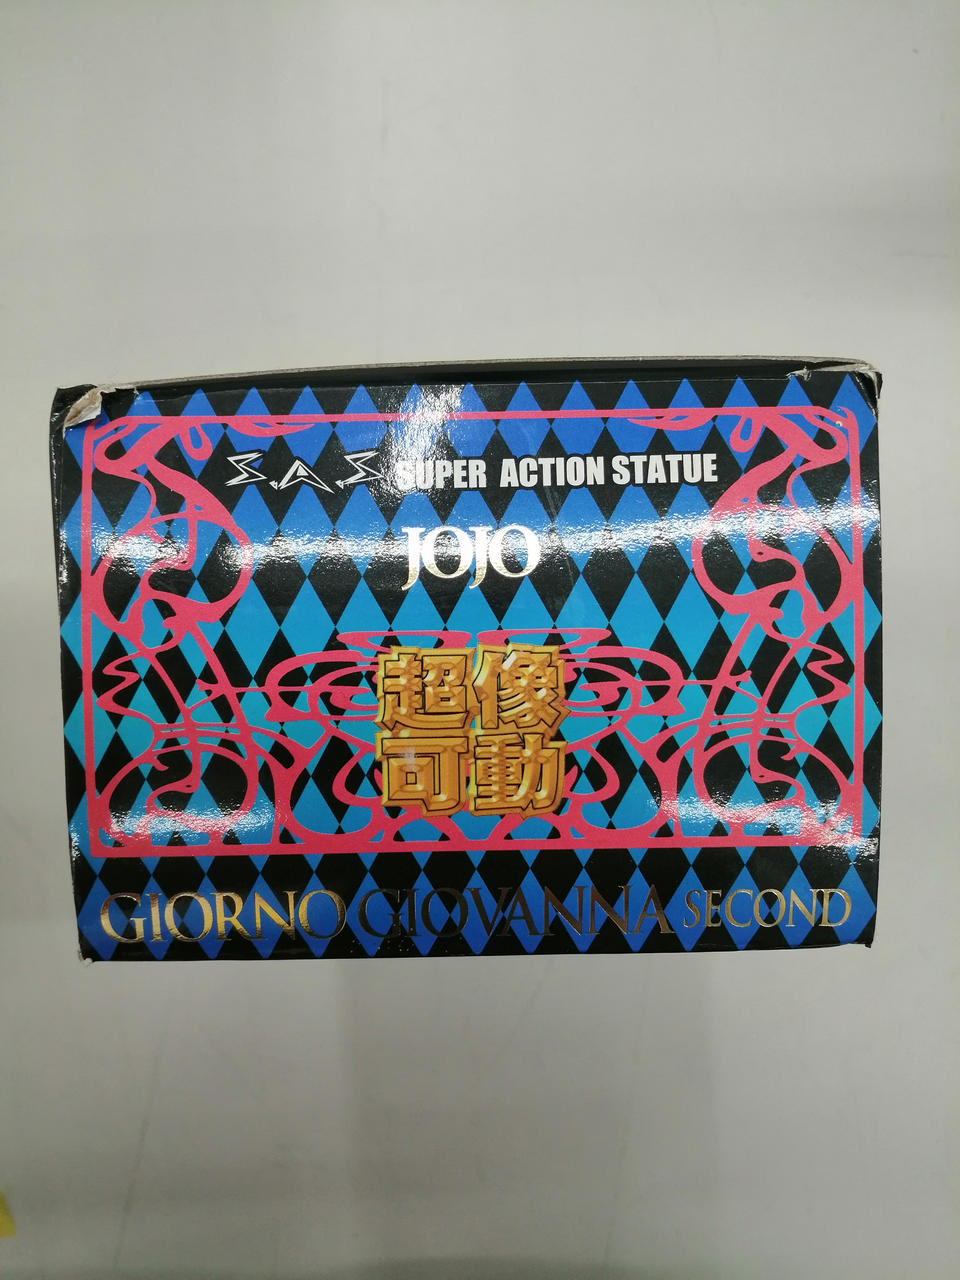 S.A.S SUPER ACTION STATUE
JOJO
超像
可動
GIORNO GIOVANNA SECOND